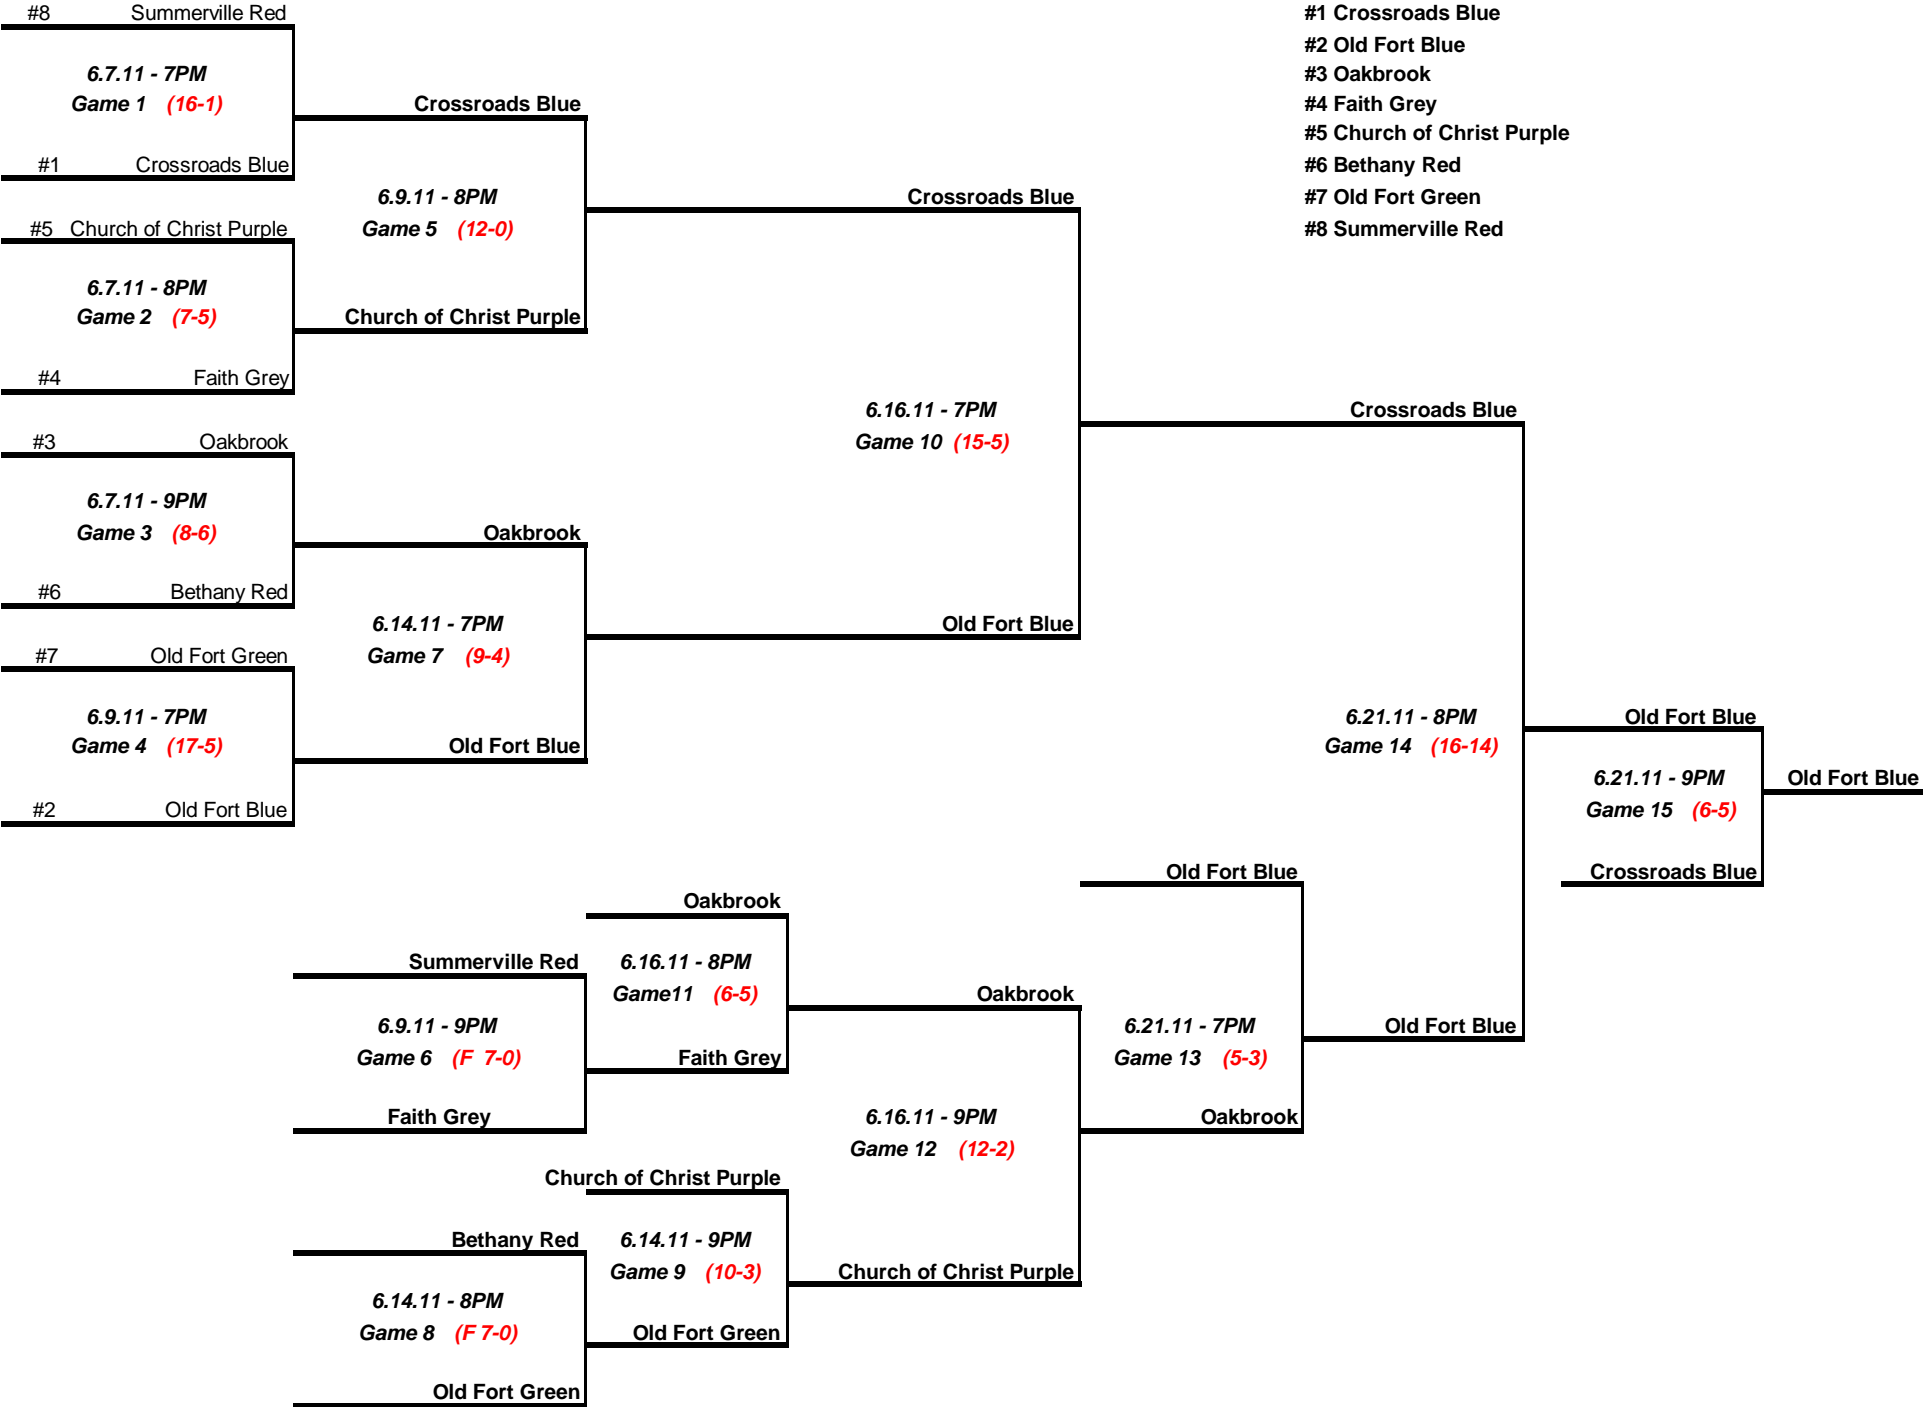 #8 Summerville Red
#1 Crossroads Blue
#2 Old Fort Blue
#3 Oakbrook
#4 Faith Grey
#5 Church of Christ Purple
#6 Bethany Red
#7 Old Fort Green
#8 Summerville Red
6.7.11 - 7PM
Game 1 (16-1)
Crossroads Blue
#1 Crossroads Blue
6.9.11 - 8PM
Game 5 (12-0)
Crossroads Blue
#5 Church of Christ Purple
6.7.11 - 8PM
Game 2 (7-5)
Church of Christ Purple
#4 Faith Grey
6.16.11 - 7PM
Game 10 (15-5)
Crossroads Blue
#3 Oakbrook
6.7.11 - 9PM
Game 3 (8-6)
Oakbrook
#6 Bethany Red
6.14.11 - 7PM
Game 7 (9-4)
Old Fort Blue
#7 Old Fort Green
6.9.11 - 7PM
Game 4 (17-5)
Old Fort Blue
#2 Old Fort Blue
6.21.11 - 8PM
Game 14 (16-14)
Old Fort Blue
6.21.11 - 9PM
Game 15 (6-5)
Old Fort Blue
Crossroads Blue
Old Fort Blue
Oakbrook
Summerville Red
6.16.11 - 8PM
Game11 (6-5)
Oakbrook
6.9.11 - 9PM
Game 6 (F 7-0)
Faith Grey
6.21.11 - 7PM
Game 13 (5-3)
Old Fort Blue
Faith Grey
6.16.11 - 9PM
Game 12 (12-2)
Oakbrook
Church of Christ Purple
Bethany Red
6.14.11 - 9PM
Game 9 (10-3)
Church of Christ Purple
6.14.11 - 8PM
Game 8 (F 7-0)
Old Fort Green
Old Fort Green